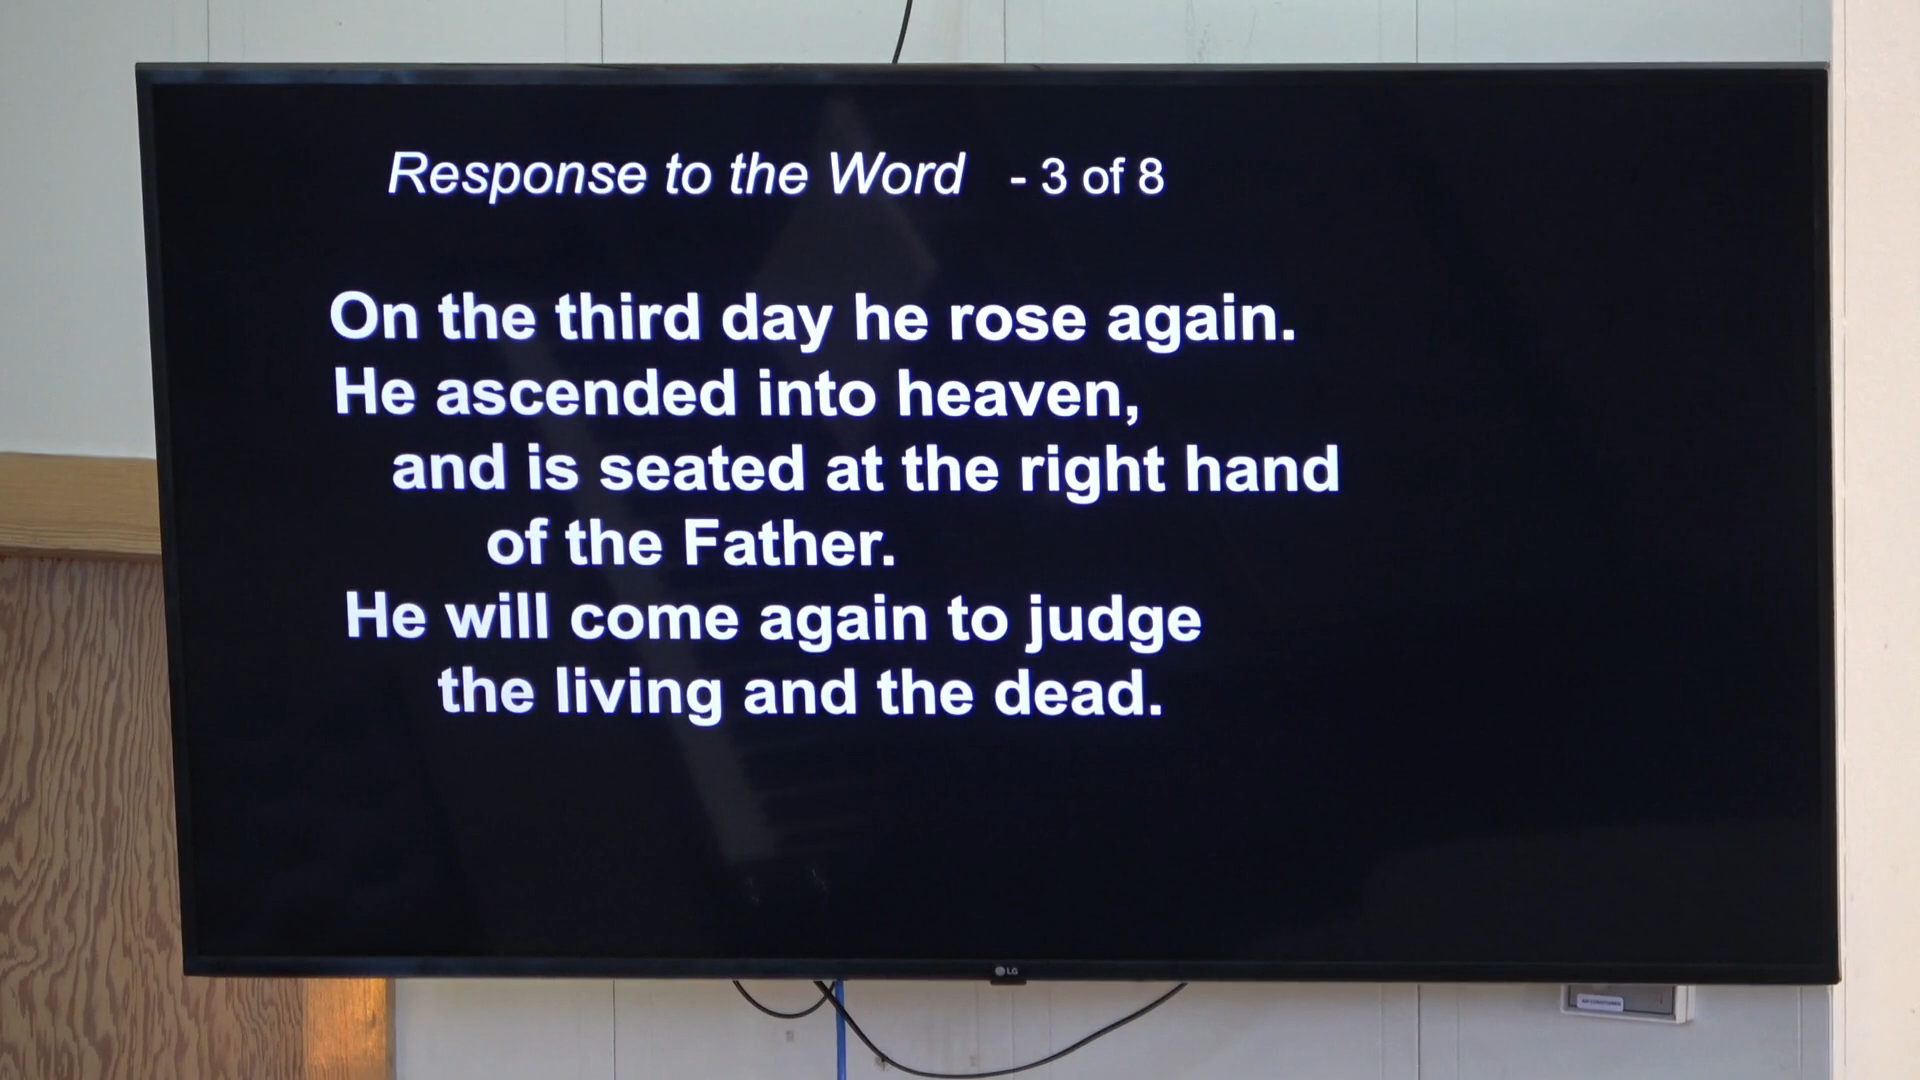 Response to the Word - 3 of 8
On the third day he rose again.
He ascended into heaven,
and is seated at the right hand
of the Father.
He will come again to judge
the living and the dead.
LG